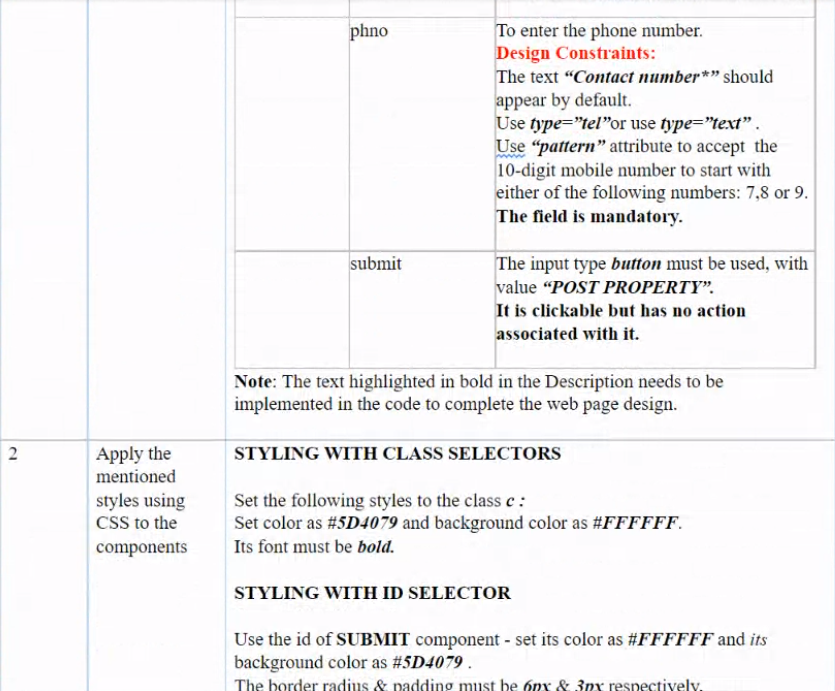 phno
To enter the phone number.
Design Constraints:
The text “Contact number*” should
appear by default.
Use type=”tel”or use type=”text” .
Use “pattern” attribute to accept the
10-digit mobile number to start with
either of the following numbers: 7,8 or 9.
The field is mandatory.
submit
The input type button must be used, with
value “POST PROPERTY”.
It is clickable but has no action
associated with it.
Note: The text highlighted in bold in the Description needs to be
implemented in the code to complete the web page design.
2
Apply the
mentioned
styles using
CSS to the
components
STYLING WITH CLASS SELECTORS
Set the following styles to the class c :
Set color as #5D4079 and background color as #FFFFFF.
Its font must be bold.
STYLING WITH ID SELECTOR
Use the id of SUBMIT component - set its color as #FFFFFF and its
background color as #5D4079 .
The border radius & padding must be 6px & 3px respectively.